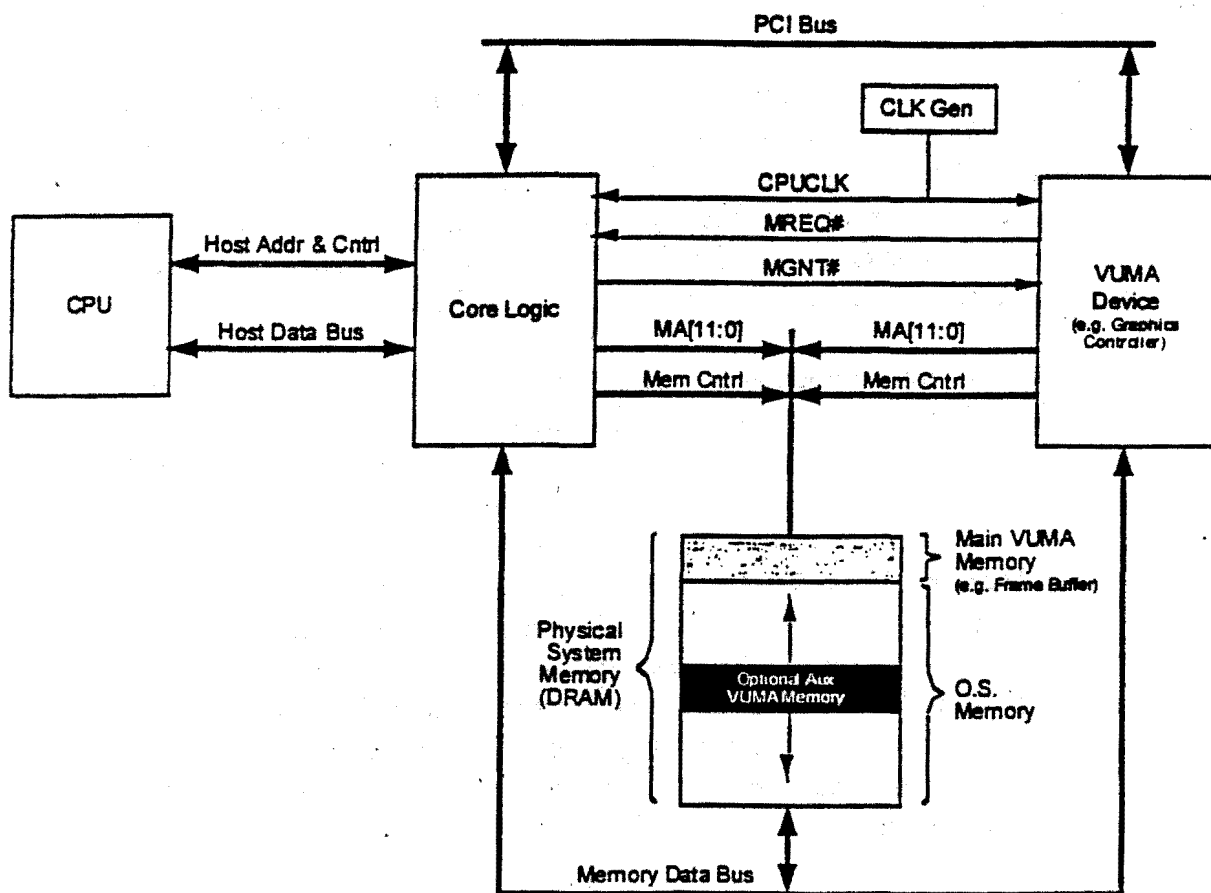 PCI Bus
CLK Gen
CPUCLK
MREQ#
MGNT#
CPU
Host Addr & Cntrl
Host Data Bus
Core Logic
MA[11:0]
MA[11:0]
Mem Cntrl
Mem Cntrl
VUMA
Device
(e.g. Graphics
Controller)
Main VUMA
Memory
(e.g. Frame Buffer)
Physical
System
Memory
(DRAM)
Optional Aux
VUMA Memory
O.S.
Memory
Memory Data Bus